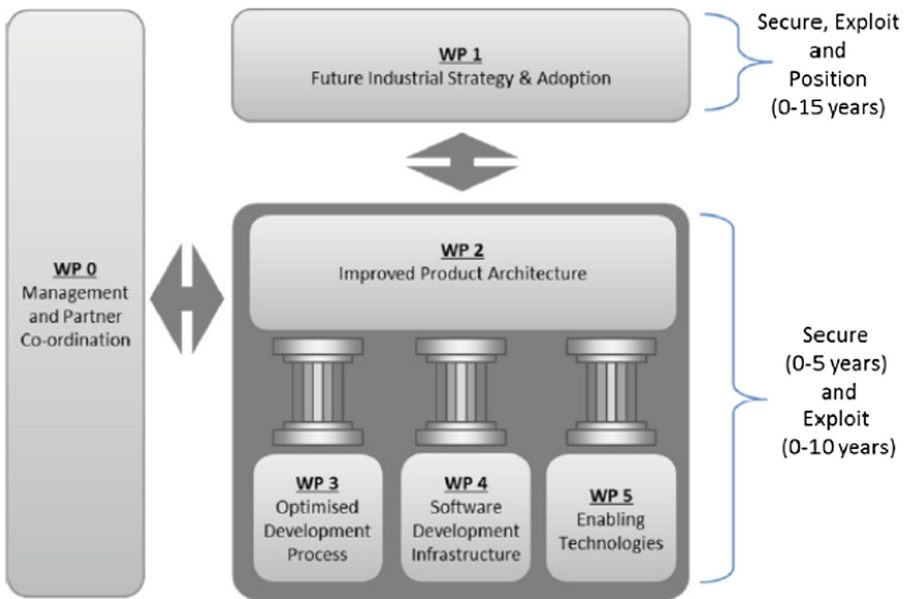 WP 0
Management
and Partner
Co-ordination
WP 1
Future Industrial Strategy & Adoption
Secure, Exploit
and
Position
(0-15 years)
WP 2
Improved Product Architecture
WP 3
Optimised
Development
Process
WP 4
Software
Development
Infrastructure
WP 5
Enabling
Technologies
Secure
(0-5 years)
and
Exploit
(0-10 years)